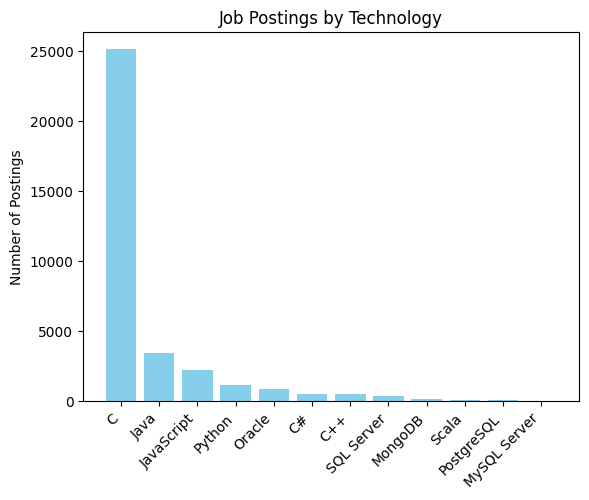 Job Postings by Technology
Number of Postings
25000
20000
15000
10000
5000
0
C
Java
JavaScript
Python
Oracle
C#
C++
SQL Server
MongoDB
Scala
PostgreSQL
MySQL Server